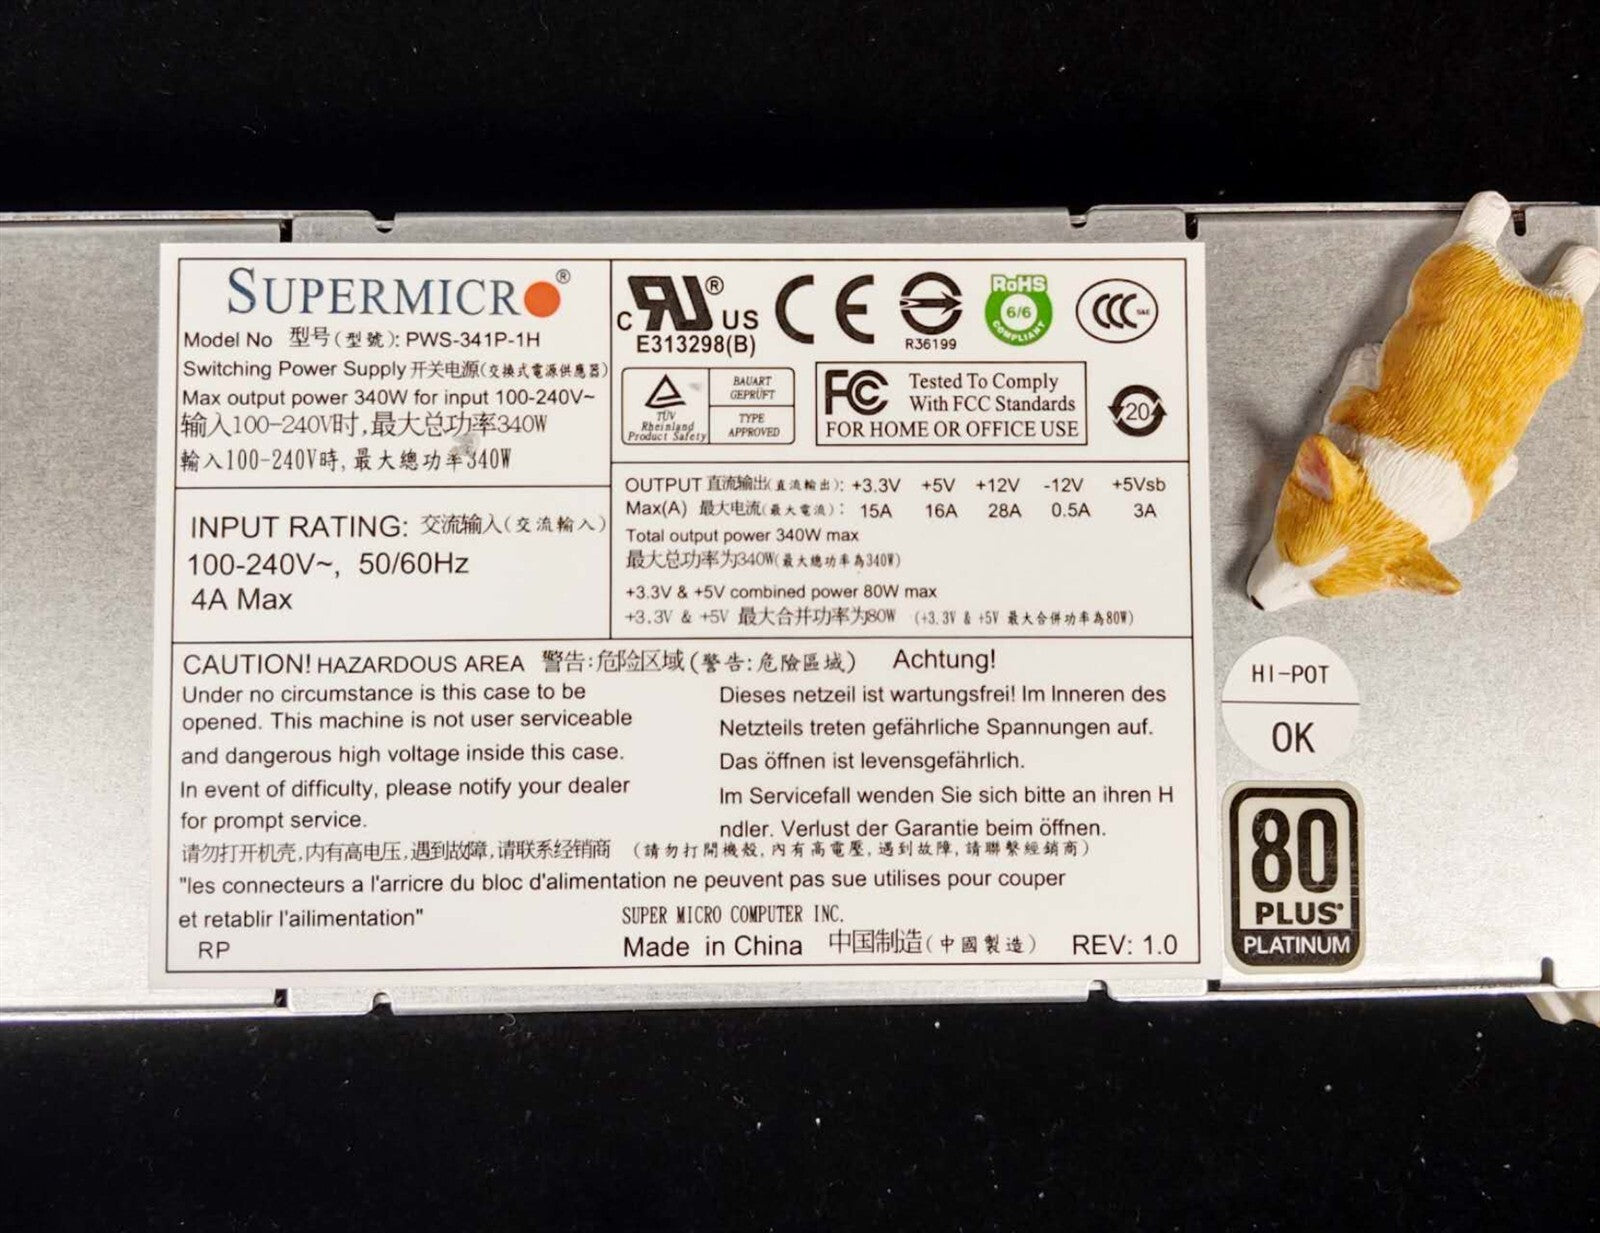 SUPERMICRO®
Model No 型号(型號): PWS-341P-1H
Switching Power Supply 开关电源(交換式電源供應器)
Max output power 340W for input 100-240V~
输入100-240V时,最大总功率340W
輸入100-240V時,最大總功率340W
INPUT RATING: 交流输入(交流輸入)
100-240V~, 50/60Hz
4A Max
C UR US ®
E313298(B)
CE
R36199
RoHS
6/6
COMPLIANT
CCC S&E
TÜV
Rheinland
Product Safety
BAUART
GEPRÜFT
TYPE
APPROVED
FC Tested To Comply
With FCC Standards
FOR HOME OR OFFICE USE
20
OUTPUT 直流输出(直流輸出): +3.3V +5V +12V -12V +5Vsb
Max(A) 最大电流(最大電流): 15A 16A 28A 0.5A 3A
Total output power 340W max
最大总功率为340W(最大總功率為340W)
+3.3V & +5V combined power 80W max
+3.3V & +5V 最大合并功率为80W (+3.3V & +5V 最大合併功率為80W)
CAUTION! HAZARDOUS AREA 警告:危险区域(警告:危險區域) Achtung!
Under no circumstance is this case to be
opened. This machine is not user serviceable
and dangerous high voltage inside this case.
In event of difficulty, please notify your dealer
for prompt service.
Dieses netzeil ist wartungsfrei! Im Inneren des
Netzteils treten gefährliche Spannungen auf.
Das öffnen ist levensgefährlich.
Im Servicefall wenden Sie sich bitte an ihren H
ndler. Verlust der Garantie beim öffnen.
请勿打开机壳,内有高电压,遇到故障,请联系经销商 (請勿打開機殼,內有高電壓,遇到故障,請聯繫經銷商)
"les connecteurs a l'arricre du bloc d'alimentation ne peuvent pas sue utilises pour couper
et retablir l'ailimentation"
SUPER MICRO COMPUTER INC.
RP
Made in China 中国制造(中國製造) REV: 1.0
HI-POT
OK
80
PLUS®
PLATINUM